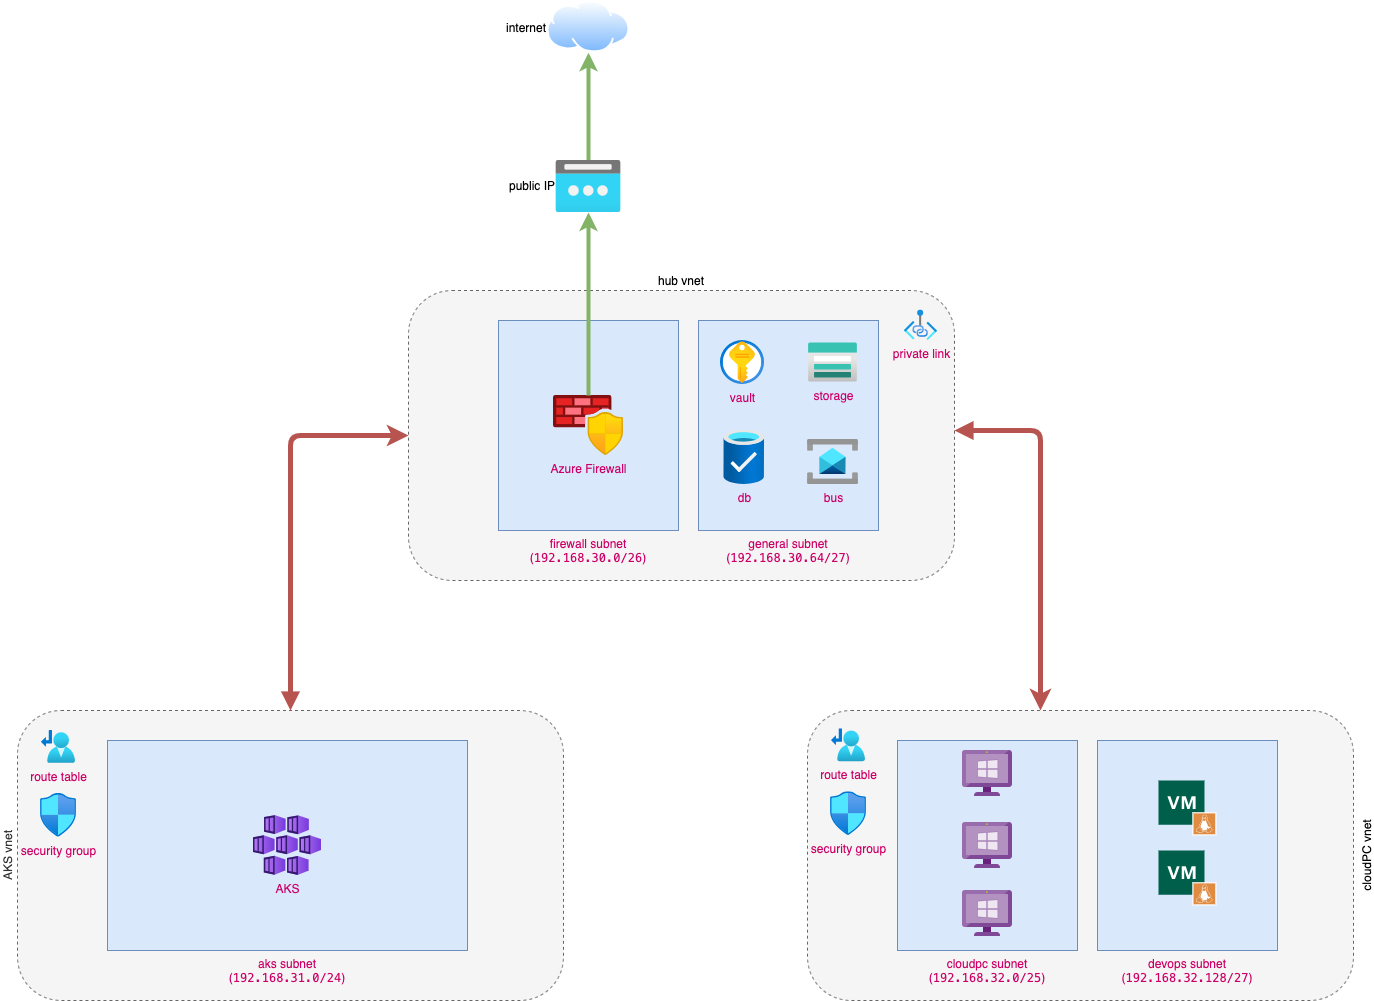 internet
public IP
hub vnet
private link
vault
storage
Azure Firewall
db
bus
firewall subnet
(192.168.30.0/26)
general subnet
(192.168.30.64/27)
AKS vnet
route table
security group
AKS
aks subnet
(192.168.31.0/24)
route table
security group
VM
VM
cloudpc subnet
(192.168.32.0/25)
devops subnet
(192.168.32.128/27)
cloudPC vnet